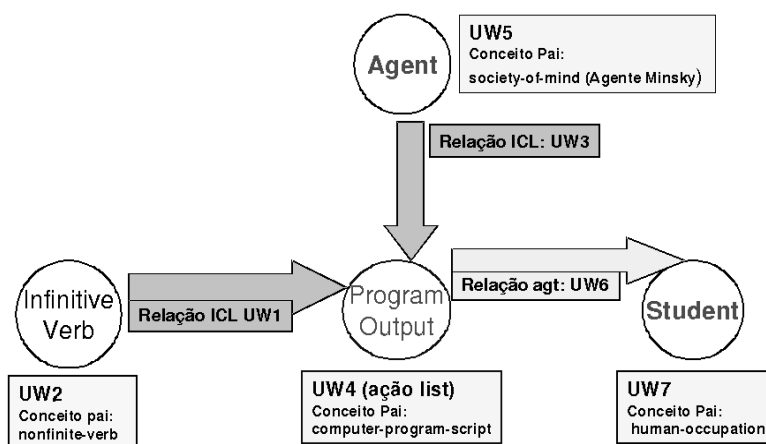 UW5
Conceito Pai:
society-of-mind (Agente Minsky)
Agent
Relação ICL: UW3
Infinitive
Verb
Relação ICL UW1
Program
Output
Relação agt: UW6
Student
UW2
Conceito pai:
nonfinite-verb
UW4 (ação list)
Conceito Pai:
computer-program-script
UW7
Conceito Pai:
human-occupation